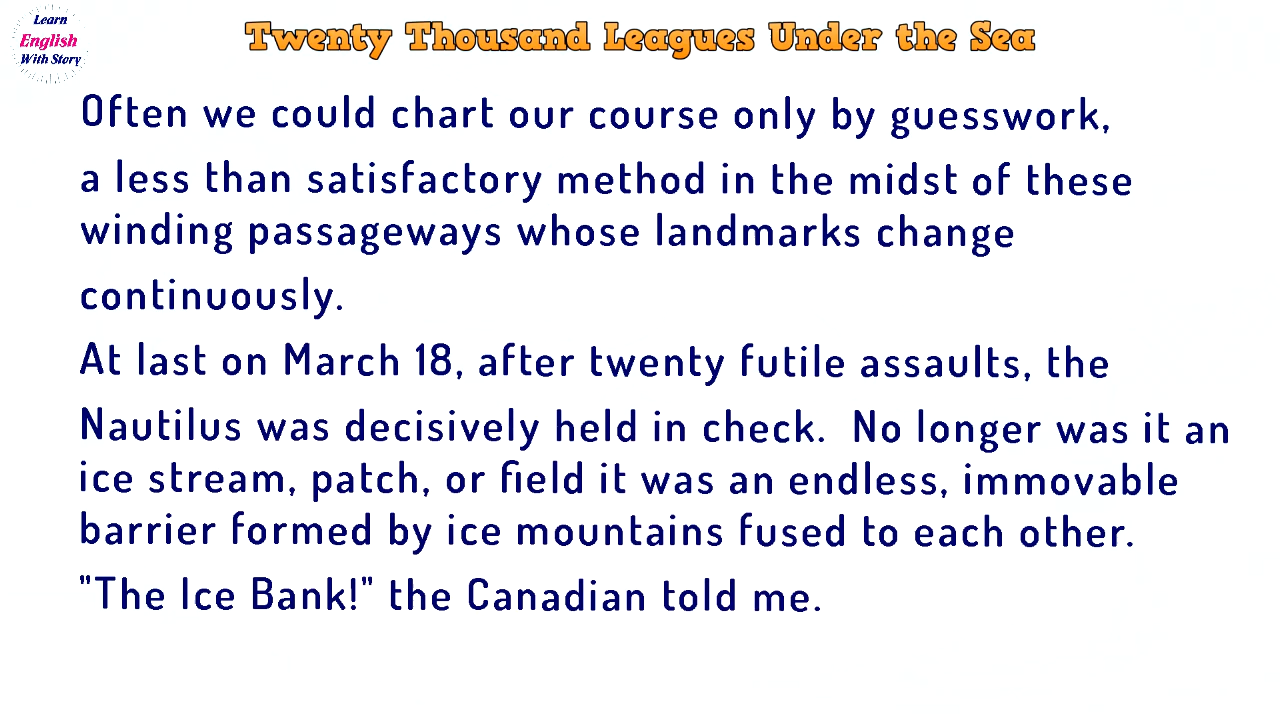 Learn
English
With Story
Twenty Thousand Leagues Under the Sea
Often we could chart our course only by guesswork,
a less than satisfactory method in the midst of these
winding passageways whose landmarks change
continuously.
At last on March 18, after twenty futile assaults, the
Nautilus was decisively held in check.  No longer was it an
ice stream, patch, or field it was an endless, immovable
barrier formed by ice mountains fused to each other.
"The Ice Bank!" the Canadian told me.